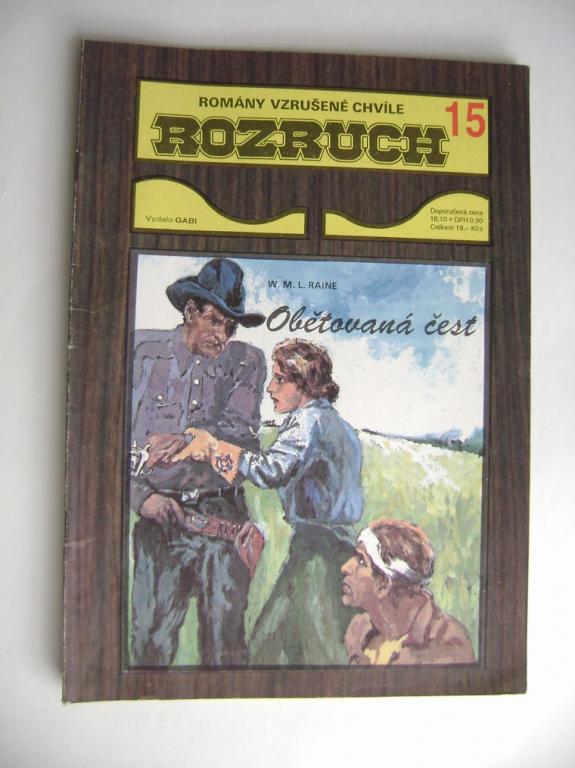 ROMÁNY VZRUŠENÉ CHVÍLE
15
ROZRUCH
Vydala GABI
Doporučená cena
18,10 + DPH 0,90
Celkem 19,– Kčs
W. M. L. RAINE
Obětovaná čest